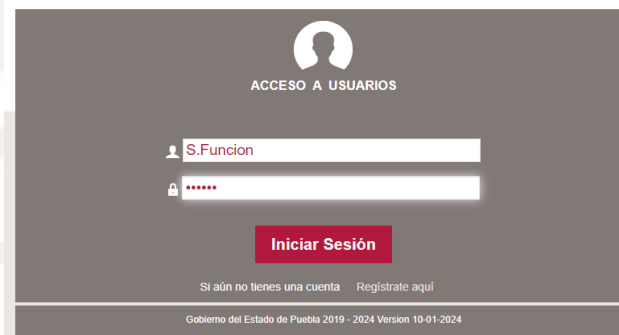 ACCESO A USUARIOS
S.Funcion
••••••
Iniciar Sesión
Si aún no tienes una cuenta Regístrate aquí
Gobierno del Estado de Puebla 2019 - 2024 Version 10-01-2024